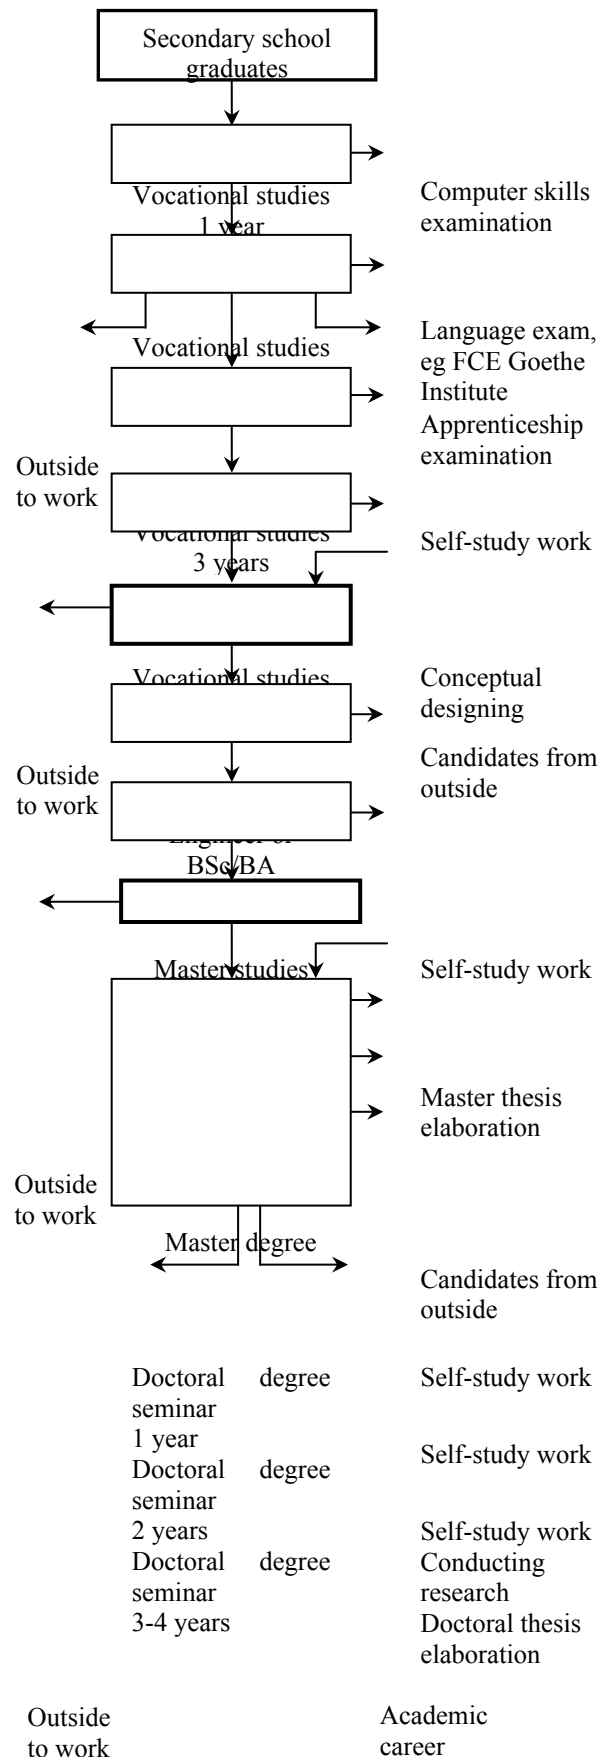 Secondary school
graduates
Vocational studies
1 year
Computer skills
examination
Vocational studies
Language exam,
eg FCE Goethe
Institute
Apprenticeship
examination
Outside
to work
Vocational studies
3 years
Self-study work
Vocational studies
Conceptual
designing
Candidates from
outside
Outside
to work
Engineer or
BSc/BA
Master studies
Self-study work
Master thesis
elaboration
Outside
to work
Master degree
Candidates from
outside
Doctoral degree
seminar
1 year
Self-study work
Doctoral degree
seminar
2 years
Self-study work
Doctoral degree
seminar
3-4 years
Self-study work
Conducting
research
Doctoral thesis
elaboration
Outside
to work
Academic
career